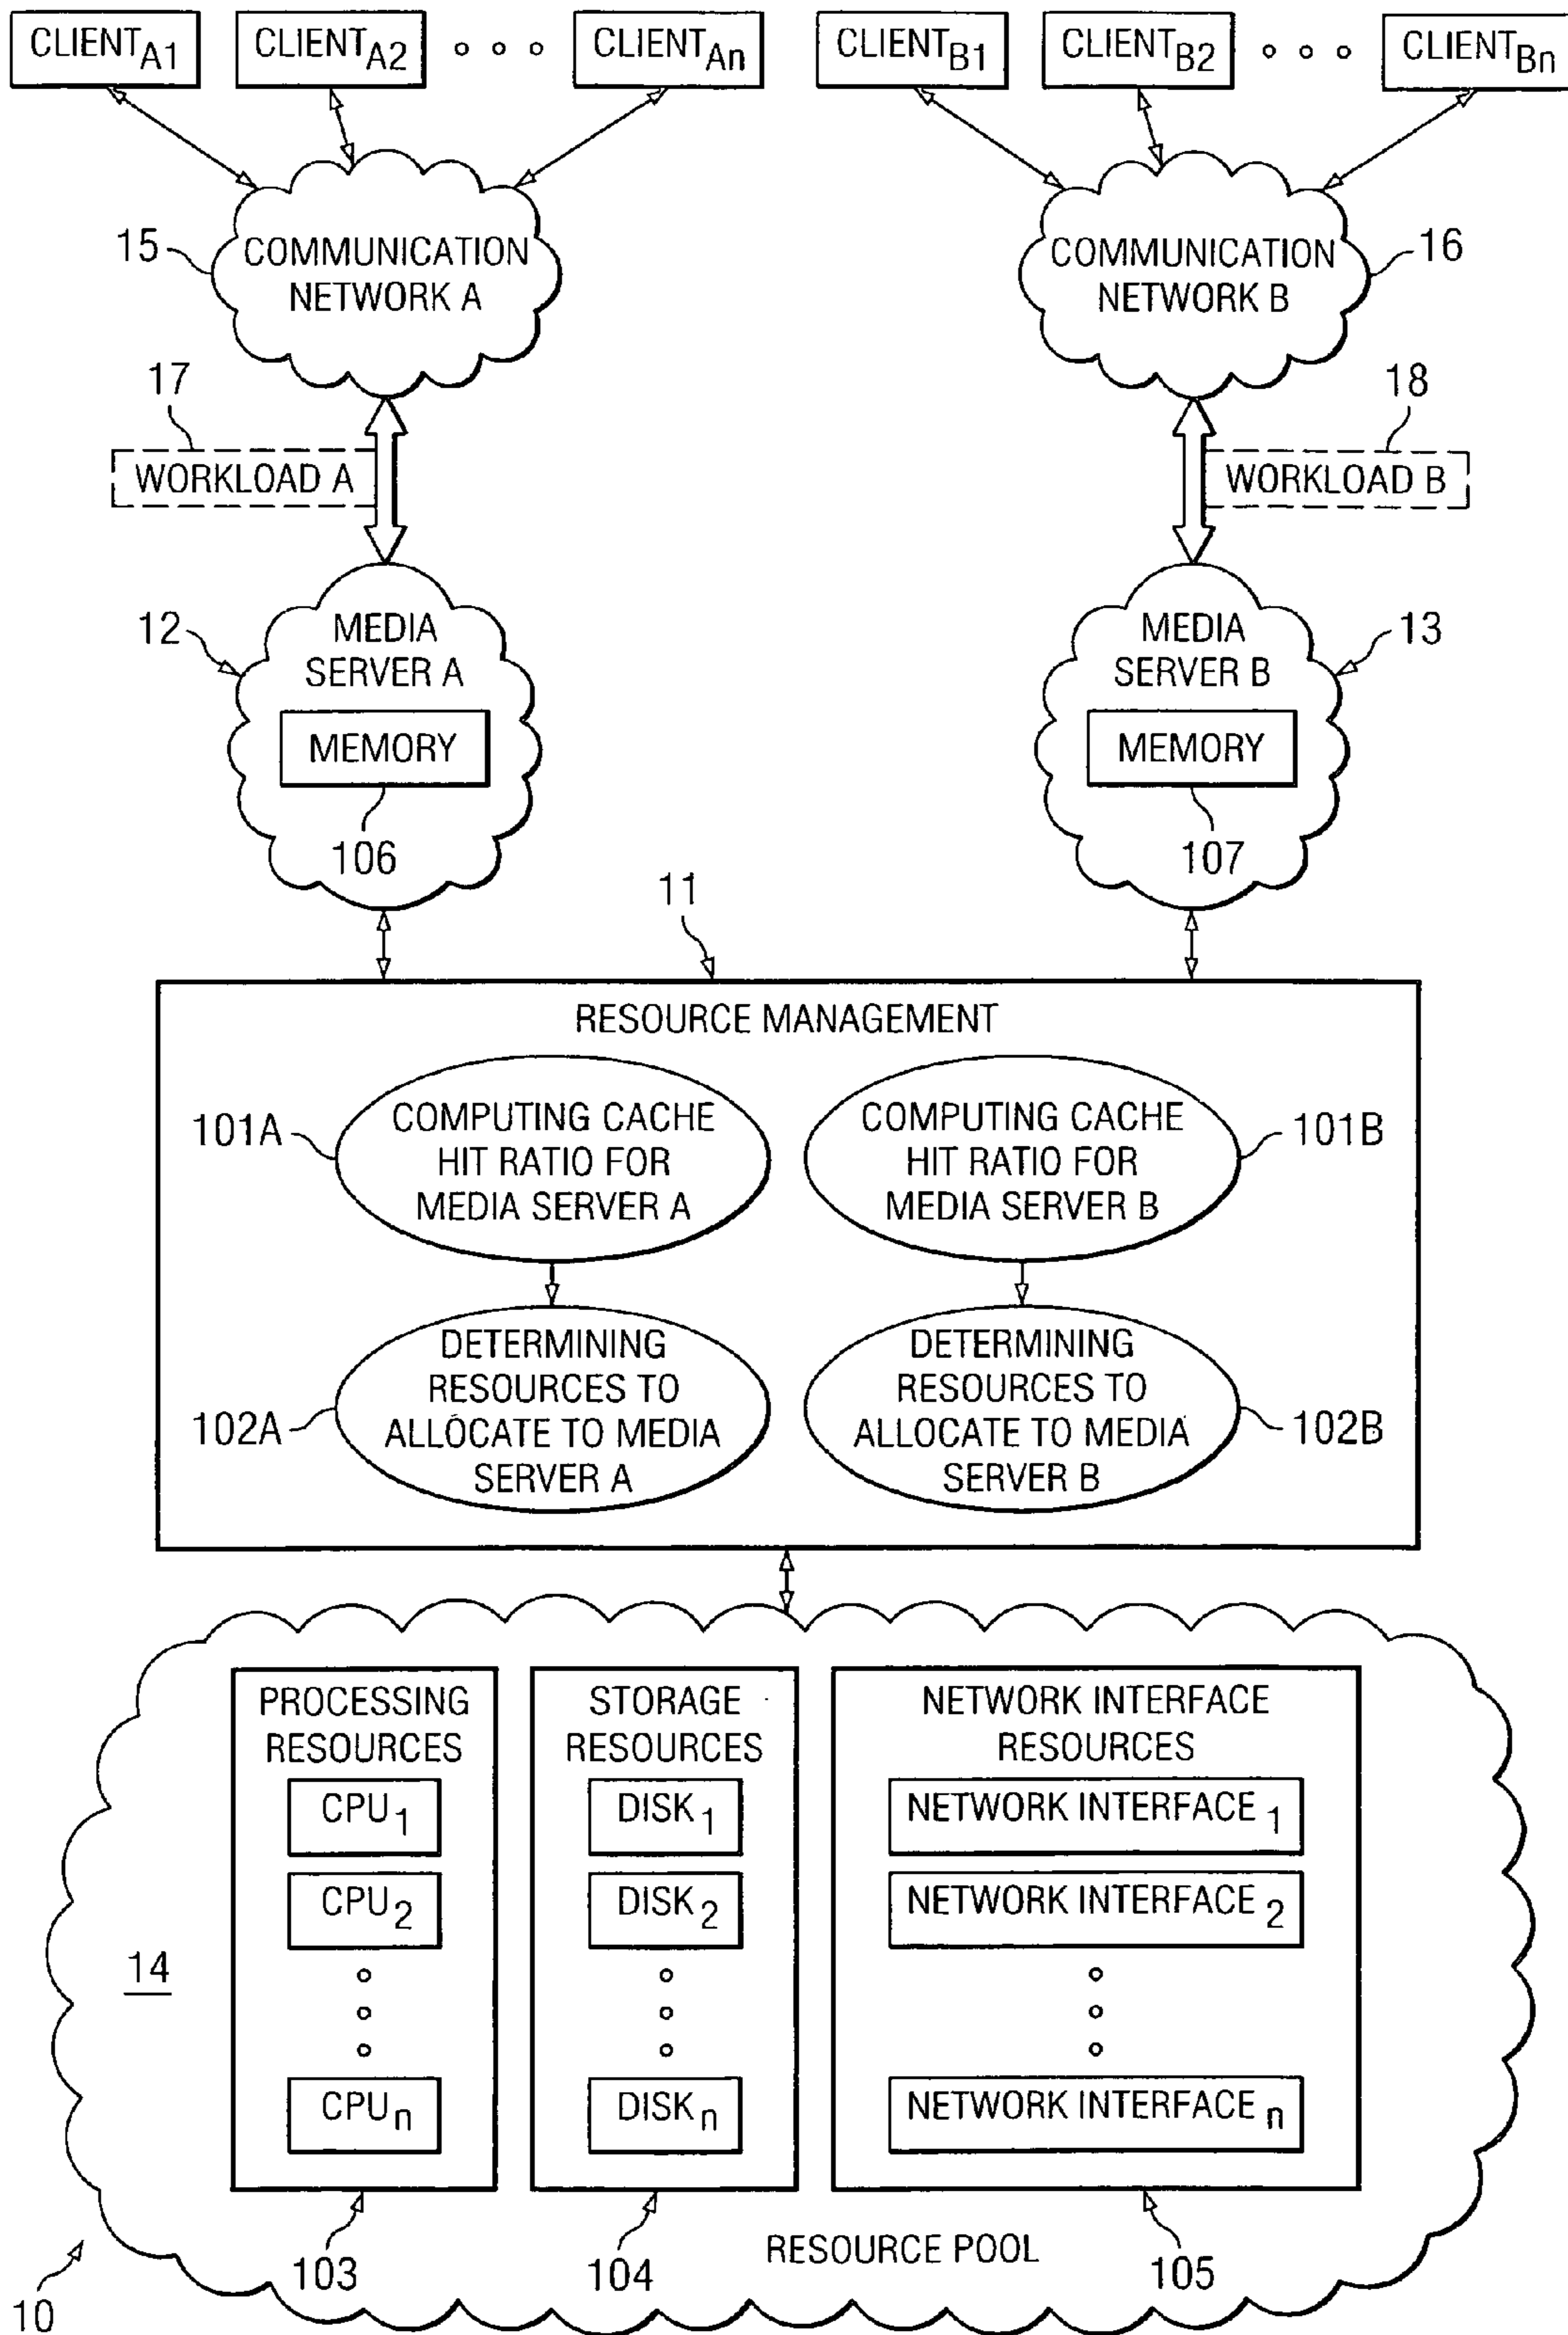 CLIENTA1
CLIENTA2
CLIENTAn
CLIENTB1
CLIENTB2
CLIENTBn
15
COMMUNICATION
NETWORK A
COMMUNICATION
NETWORK B
16
17
WORKLOAD A
18
WORKLOAD B
12
MEDIA
SERVER A
MEMORY
106
MEDIA
SERVER B
13
MEMORY
107
11
RESOURCE MANAGEMENT
101A
COMPUTING CACHE
HIT RATIO FOR
MEDIA SERVER A
COMPUTING CACHE
HIT RATIO FOR
MEDIA SERVER B
101B
102A
DETERMINING
RESOURCES TO
ALLOCATE TO MEDIA
SERVER A
DETERMINING
RESOURCES TO
ALLOCATE TO MEDIA
SERVER B
102B
14
PROCESSING
RESOURCES
CPU1
CPU2
CPUn
103
STORAGE
RESOURCES
DISK1
DISK2
DISKn
104
NETWORK INTERFACE
RESOURCES
NETWORK INTERFACE 1
NETWORK INTERFACE 2
NETWORK INTERFACE n
105
RESOURCE POOL
10